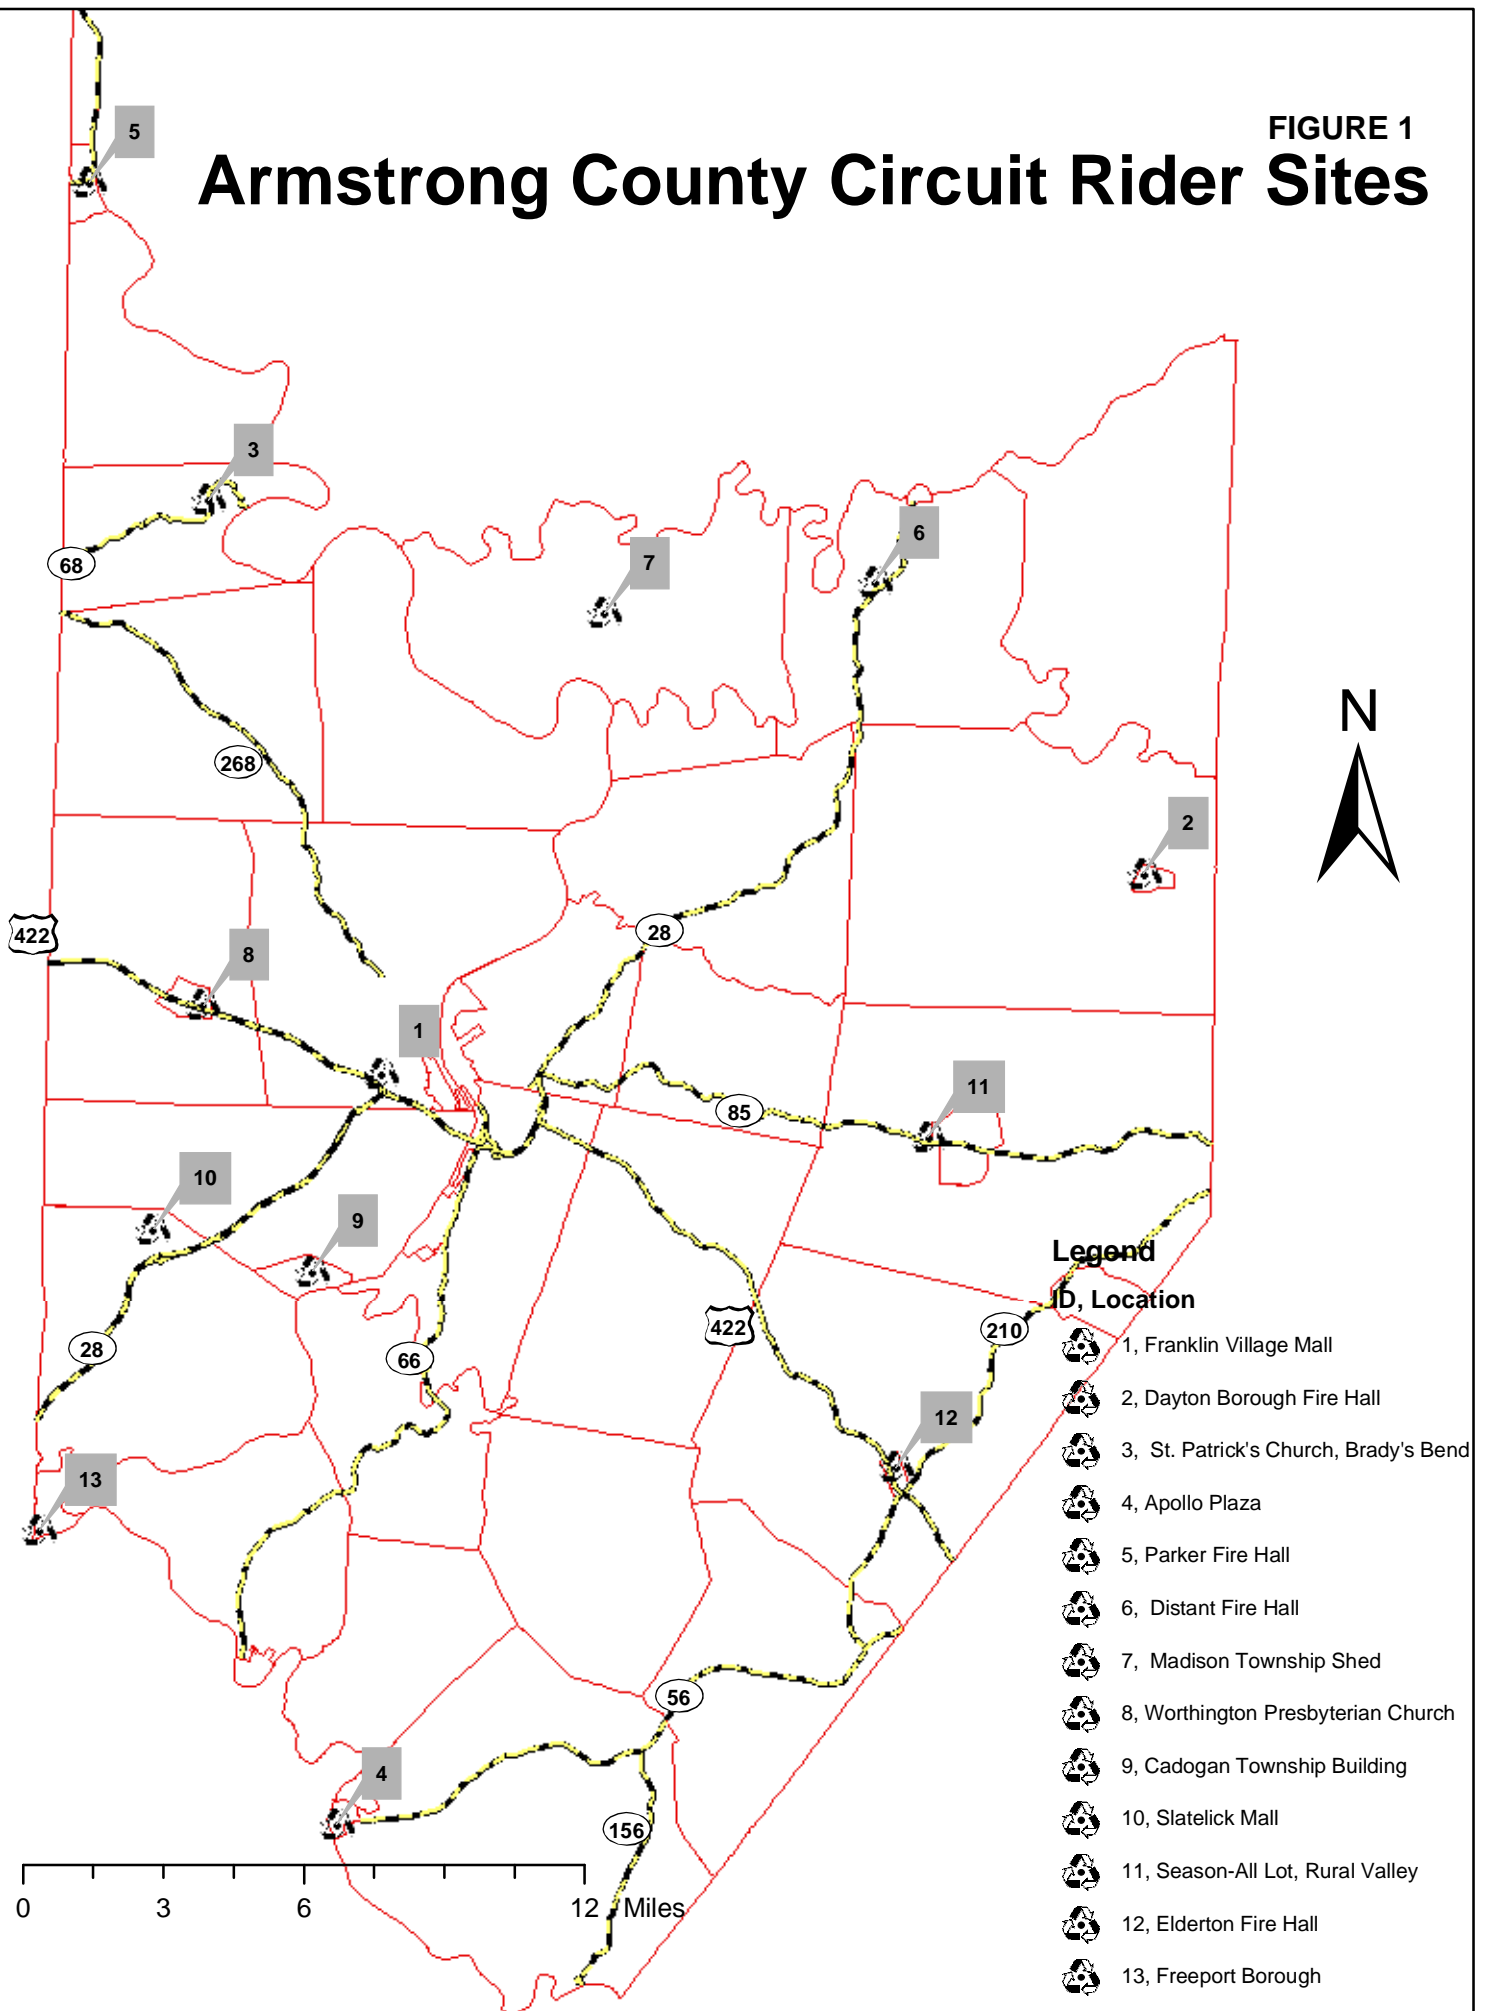 FIGURE 1
Armstrong County Circuit Rider Sites
5
3
68
7
6
N
268
2
422
8
28
1
11
85
10
9
Legend
ID, Location
422
210
28
66
1, Franklin Village Mall
2, Dayton Borough Fire Hall
12
3,  St. Patrick's Church, Brady's Bend
13
4, Apollo Plaza
5, Parker Fire Hall
6,  Distant Fire Hall
7,  Madison Township Shed
56
8, Worthington Presbyterian Church
4
9, Cadogan Township Building
156
10, Slatelick Mall
11, Season-All Lot, Rural Valley
0 3 6 12 Miles
12, Elderton Fire Hall
13, Freeport Borough